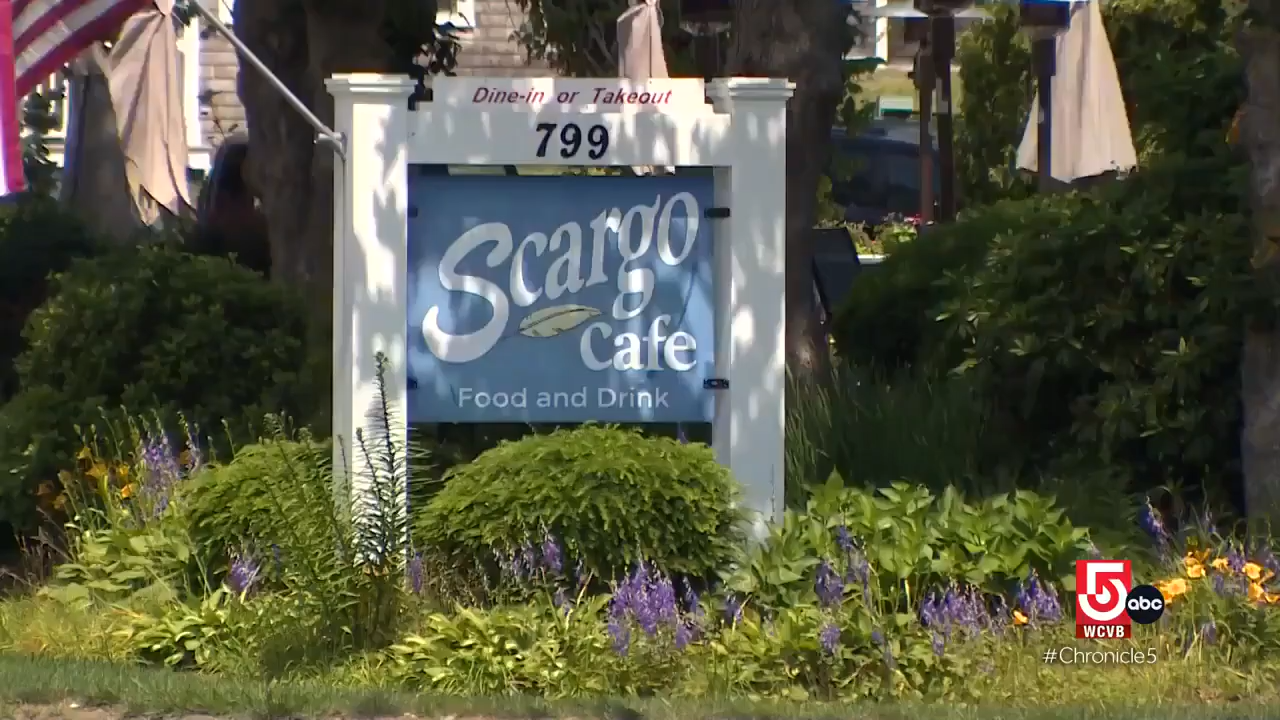 Dine-in or Takeout
799
Scargo
Cafe
Food and Drink
5
abc
WCVB
#Chronicle5